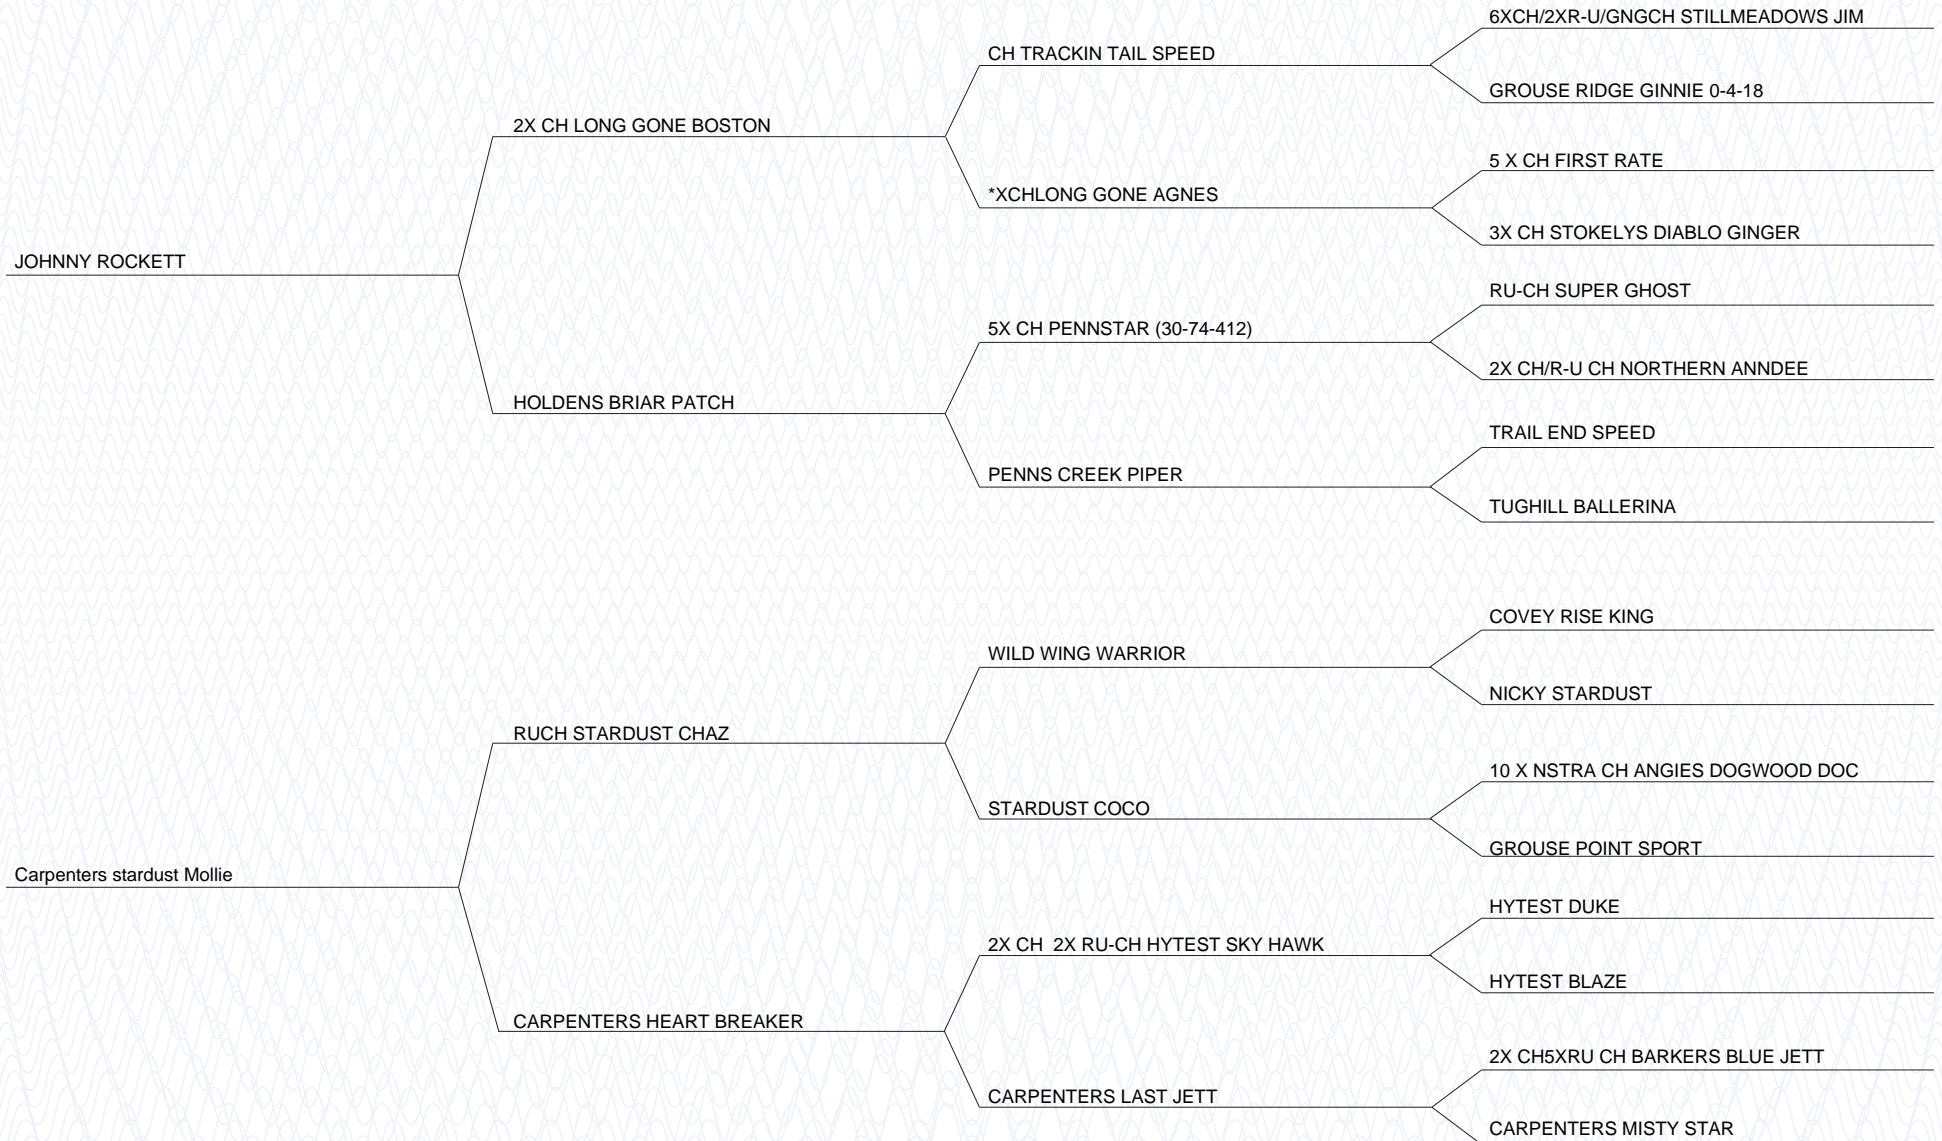 6XCH/2XR-U/GNGCH STILLMEADOWS JIM
CH TRACKIN TAIL SPEED
GROUSE RIDGE GINNIE 0-4-18
2X CH LONG GONE BOSTON
5 X CH FIRST RATE
*XCHLONG GONE AGNES
3X CH STOKELYS DIABLO GINGER
JOHNNY ROCKETT
RU-CH SUPER GHOST
5X CH PENNSTAR (30-74-412)
2X CH/R-U CH NORTHERN ANNDEE
HOLDENS BRIAR PATCH
TRAIL END SPEED
PENNS CREEK PIPER
TUGHILL BALLERINA
COVEY RISE KING
WILD WING WARRIOR
NICKY STARDUST
RUCH STARDUST CHAZ
10 X NSTRA CH ANGIES DOGWOOD DOC
STARDUST COCO
GROUSE POINT SPORT
Carpenters stardust Mollie
HYTEST DUKE
2X CH  2X RU-CH HYTEST SKY HAWK
HYTEST BLAZE
CARPENTERS HEART BREAKER
2X CH5XRU CH BARKERS BLUE JETT
CARPENTERS LAST JETT
CARPENTERS MISTY STAR